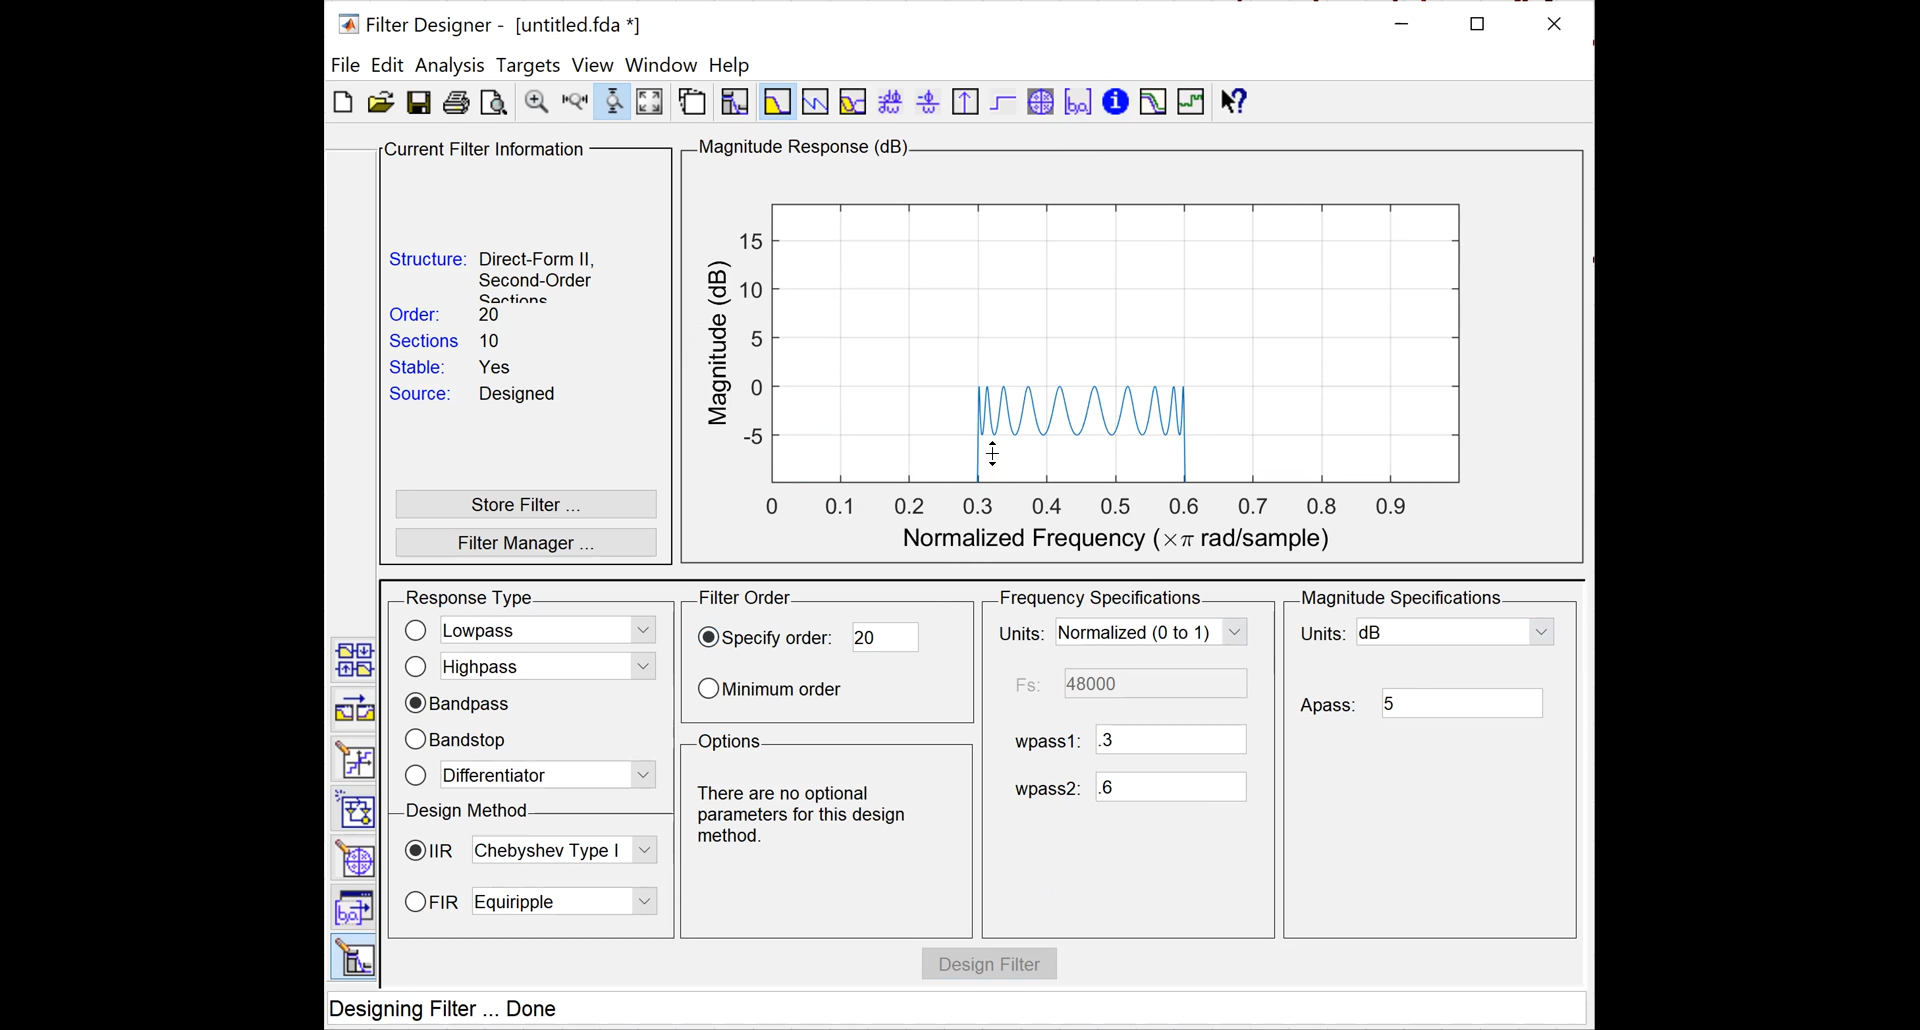 Filter Designer - [untitled.fda *]
File Edit Analysis Targets View Window Help
Current Filter Information
Structure: Direct-Form II,
Second-Order
Sections
Order: 20
Sections 10
Stable: Yes
Source: Designed
Store Filter ...
Filter Manager ...
Magnitude Response (dB)
Magnitude (dB)
15
10
5
0
-5
0 0.1 0.2 0.3 0.4 0.5 0.6 0.7 0.8 0.9
Normalized Frequency (×π rad/sample)
Response Type
Lowpass
Highpass
Bandpass
Bandstop
Differentiator
Design Method
IIR Chebyshev Type I
FIR Equiripple
Filter Order
Specify order: 20
Minimum order
Options
There are no optional
parameters for this design
method.
Frequency Specifications
Units: Normalized (0 to 1)
Fs: 48000
wpass1: .3
wpass2: .6
Magnitude Specifications
Units: dB
Apass: 5
Design Filter
Designing Filter ... Done